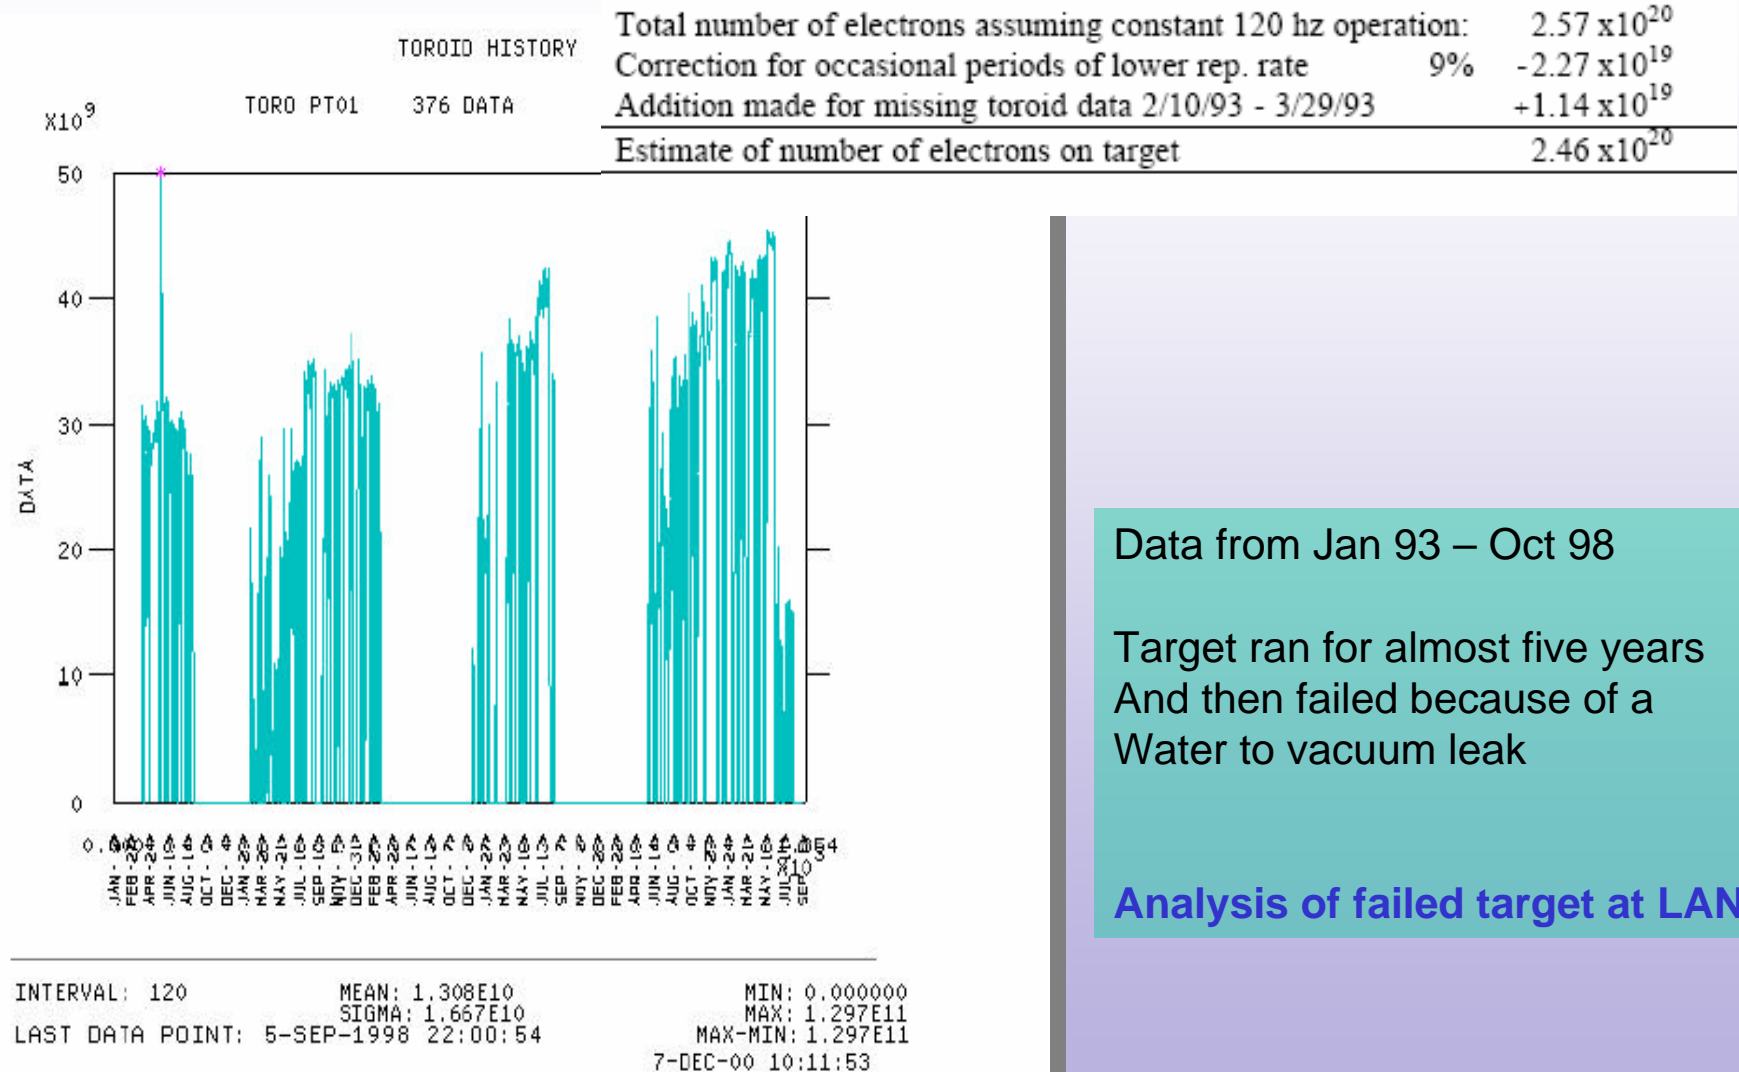 Total number of electrons assuming constant 120 hz operation: 2.57 x10^20
Correction for occasional periods of lower rep. rate 9% -2.27 x10^19
Addition made for missing toroid data 2/10/93 - 3/29/93 +1.14 x10^19
Estimate of number of electrons on target 2.46 x10^20
TOROID HISTORY
TORO PT01 376 DATA
X10^9
50
40
30
20
10
0
DATA
X10^3
Data from Jan 93 – Oct 98
Target ran for almost five years
And then failed because of a
Water to vacuum leak
Analysis of failed target at LAN
INTERVAL: 120 MEAN: 1.308E10 MIN: 0.000000
SIGMA: 1.667E10 MAX: 1.297E11
LAST DATA POINT: 5-SEP-1998 22:00:54 MAX-MIN: 1.297E11
7-DEC-00 10:11:53